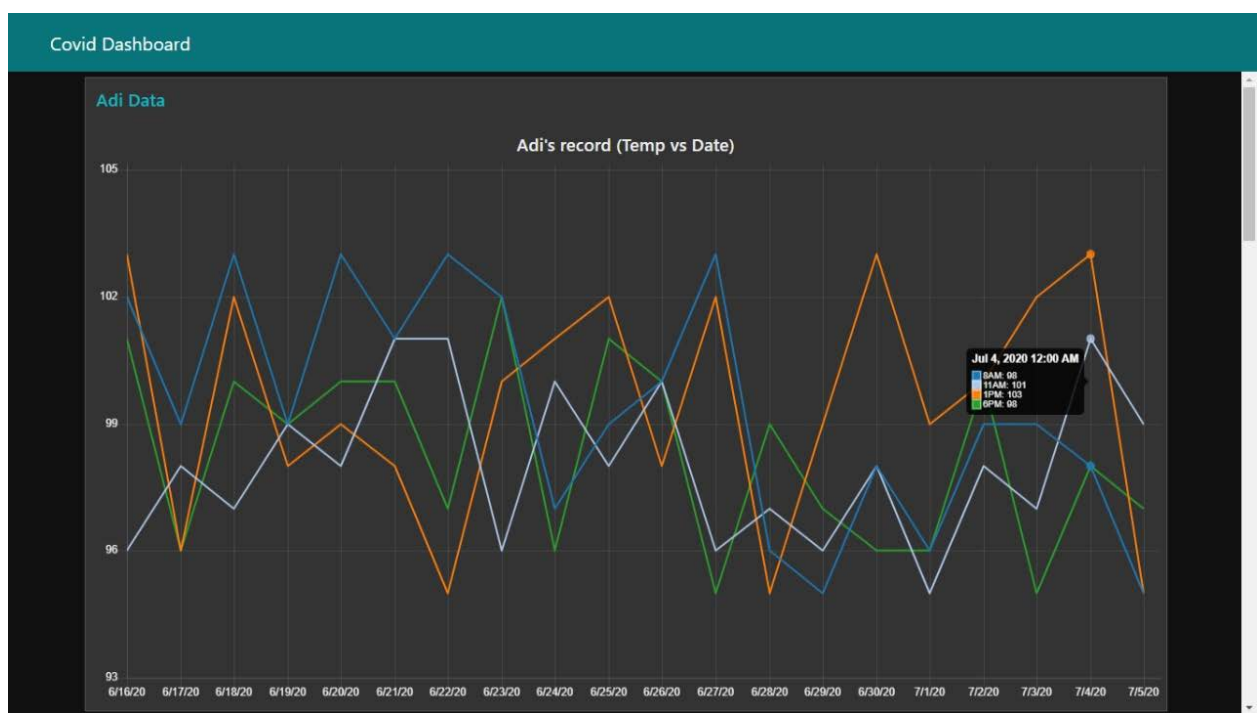 Covid Dashboard
Adi Data
Adi's record (Temp vs Date)
105
102
99
96
93
Jul 4, 2020 12:00 AM
8AM: 98
11AM: 101
1PM: 103
6PM: 98
6/16/20 6/17/20 6/18/20 6/19/20 6/20/20 6/21/20 6/22/20 6/23/20 6/24/20 6/25/20 6/26/20 6/27/20 6/28/20 6/29/20 6/30/20 7/1/20 7/2/20 7/3/20 7/4/20 7/5/20